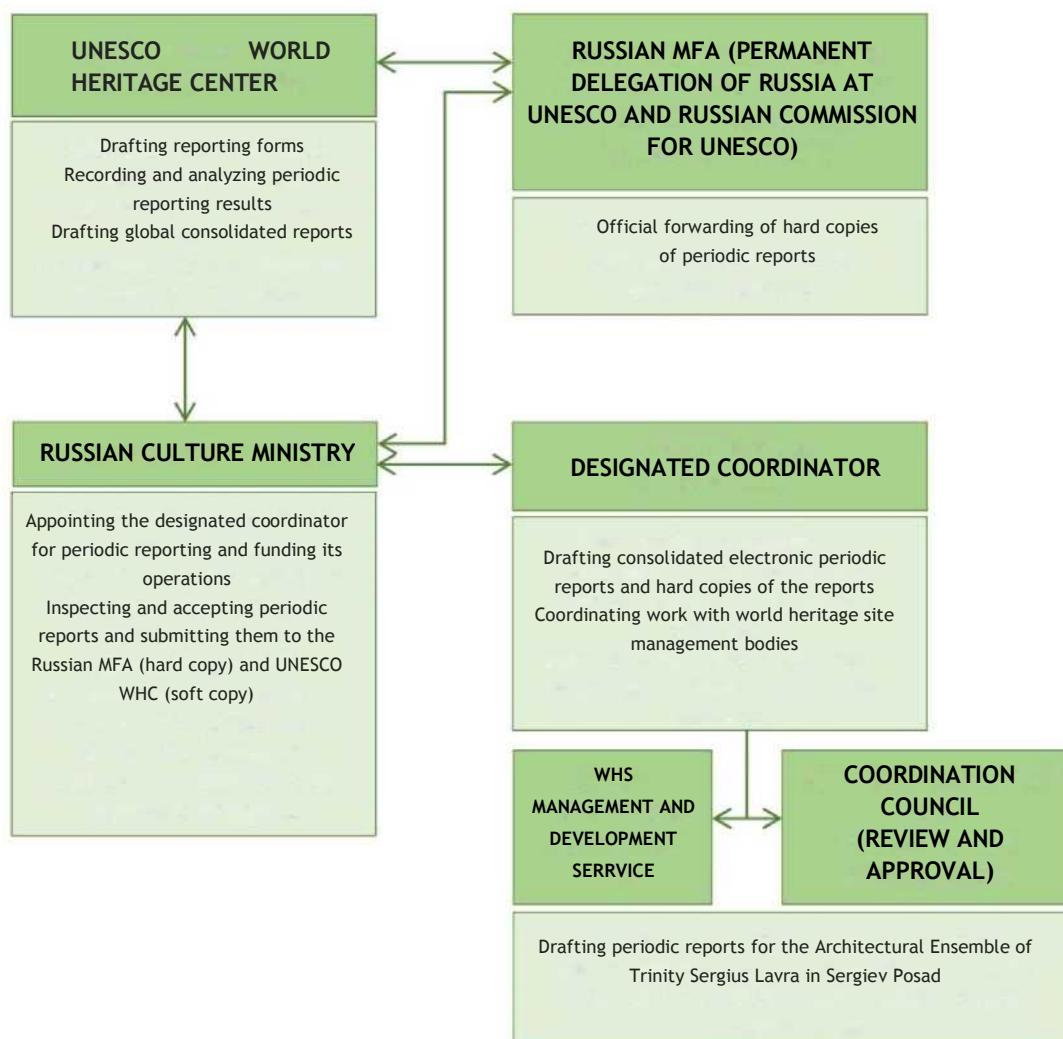 UNESCO WORLD
HERITAGE CENTER
Drafting reporting forms
Recording and analyzing periodic
reporting results
Drafting global consolidated reports
RUSSIAN MFA (PERMANENT
DELEGATION OF RUSSIA AT
UNESCO AND RUSSIAN COMMISSION
FOR UNESCO)
Official forwarding of hard copies
of periodic reports
RUSSIAN CULTURE MINISTRY
Appointing the designated coordinator
for periodic reporting and funding its
operations
Inspecting and accepting periodic
reports and submitting them to the
Russian MFA (hard copy) and UNESCO
WHC (soft copy)
DESIGNATED COORDINATOR
Drafting consolidated electronic periodic
reports and hard copies of the reports
Coordinating work with world heritage site
management bodies
WHS
MANAGEMENT AND
DEVELOPMENT
SERRVICE
COORDINATION
COUNCIL
(REVIEW AND
APPROVAL)
Drafting periodic reports for the Architectural Ensemble of
Trinity Sergius Lavra in Sergiev Posad